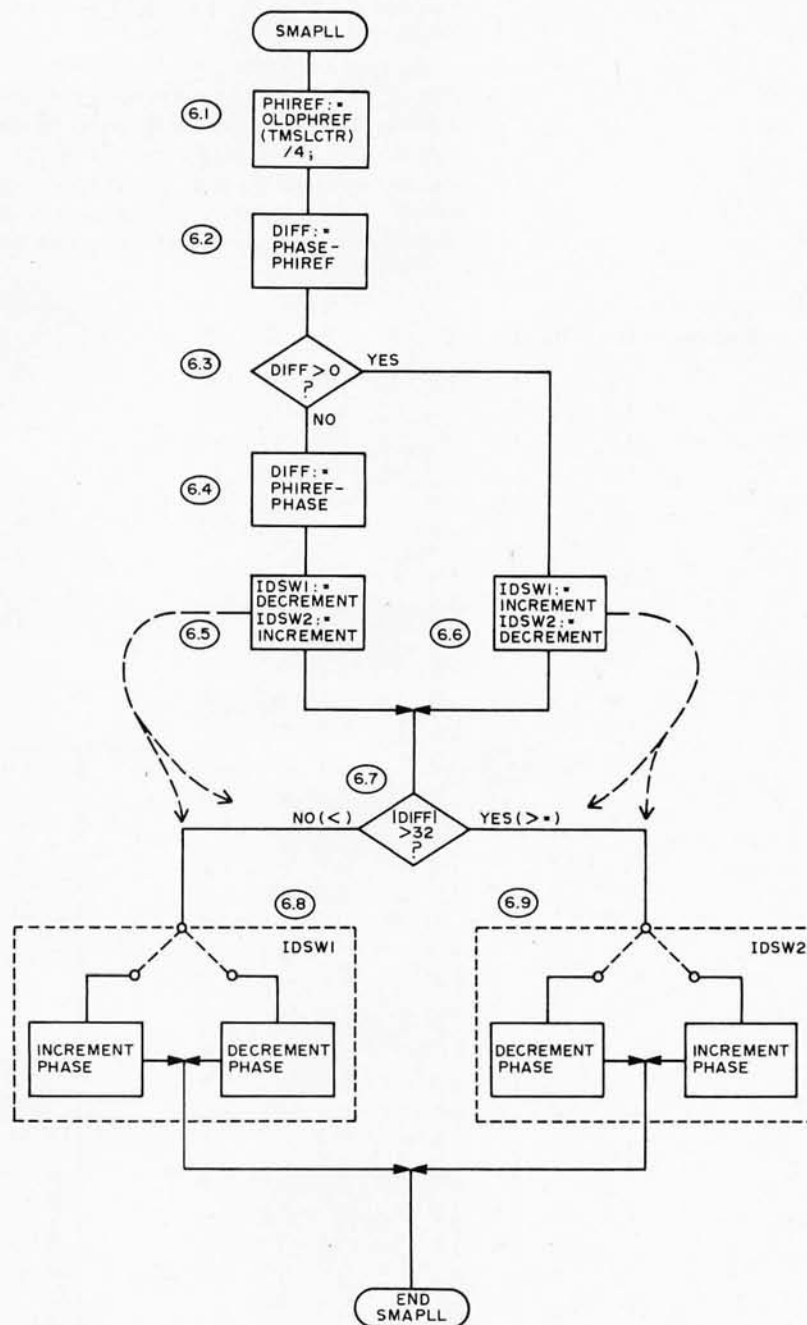 SMAPLL
6.1
PHIREF:=
OLDPHREF
(TMSLCTR)
/4;
6.2
DIFF:=
PHASE-
PHIREF
6.3
DIFF>0
?
YES
NO
6.4
DIFF:=
PHIREF-
PHASE
6.5
IDSW1:=
DECREMENT
IDSW2:=
INCREMENT
6.6
IDSW1:=
INCREMENT
IDSW2:=
DECREMENT
6.7
|DIFF|
>32
?
NO(<)
YES(>=)
6.8
IDSW1
INCREMENT
PHASE
DECREMENT
PHASE
6.9
IDSW2
DECREMENT
PHASE
INCREMENT
PHASE
END
SMAPLL